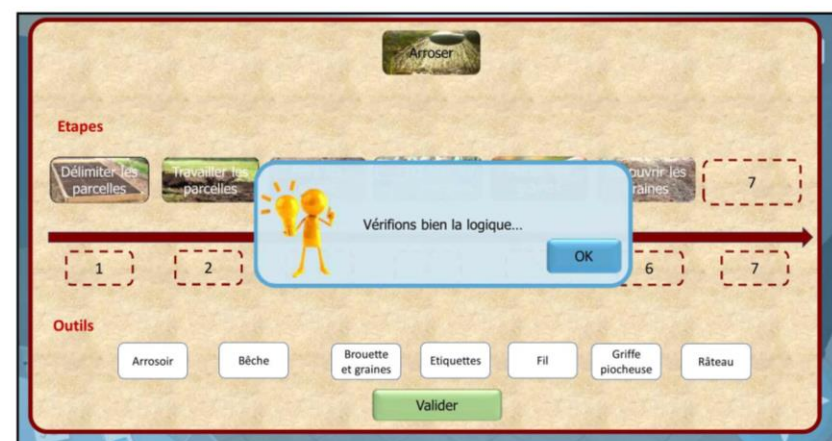 Arroser
Etapes
Délimiter les
parcelles
Travailler les
parcelles
raines
7
Vérifions bien la logique...
OK
1
2
6
7
Outils
Arrosoir
Bêche
Brouette
et graines
Etiquettes
Fil
Griffe
piocheuse
Râteau
Valider